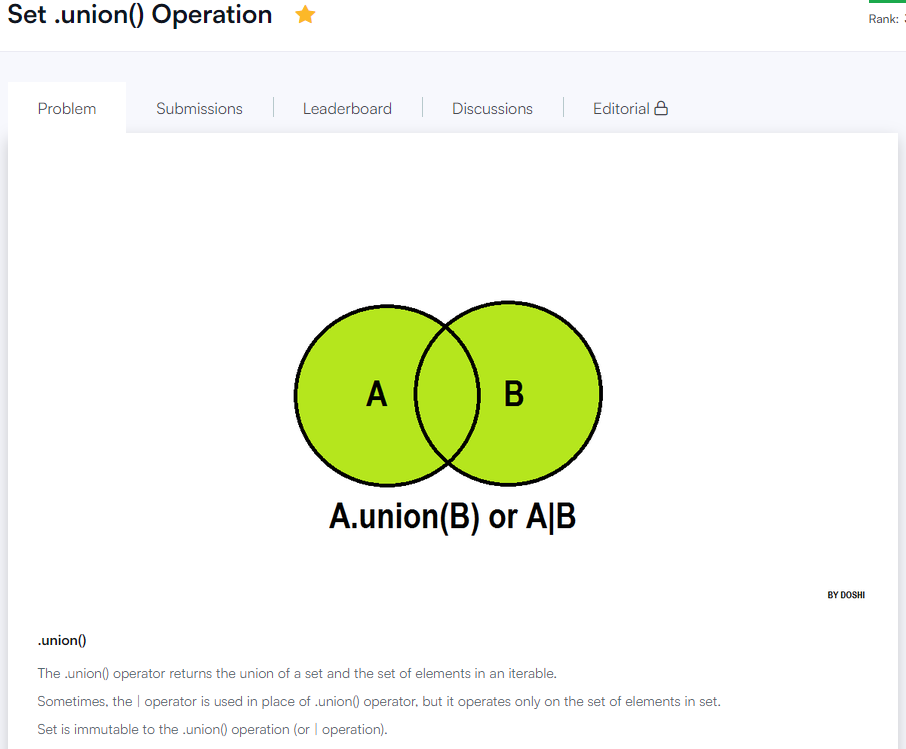 Set .union() Operation
Rank:
Problem
Submissions
Leaderboard
Discussions
Editorial
A
B
A.union(B) or A|B
BY DOSHI
.union()
The .union() operator returns the union of a set and the set of elements in an iterable.
Sometimes, the | operator is used in place of .union() operator, but it operates only on the set of elements in set.
Set is immutable to the .union() operation (or | operation).